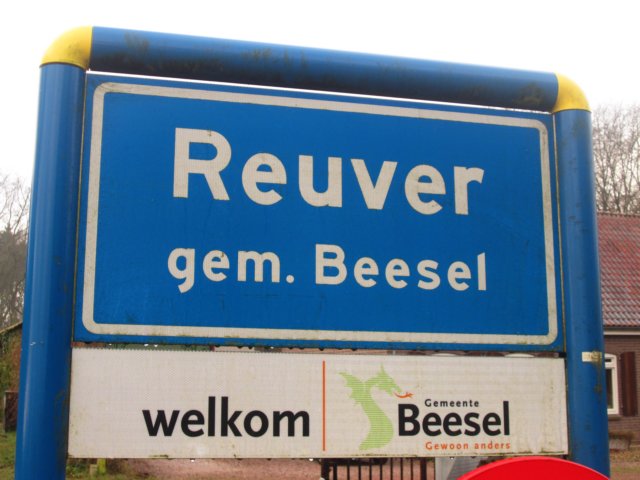 Reuver
gem. Beesel
welkom
Gemeente
Beesel
Gewoon anders